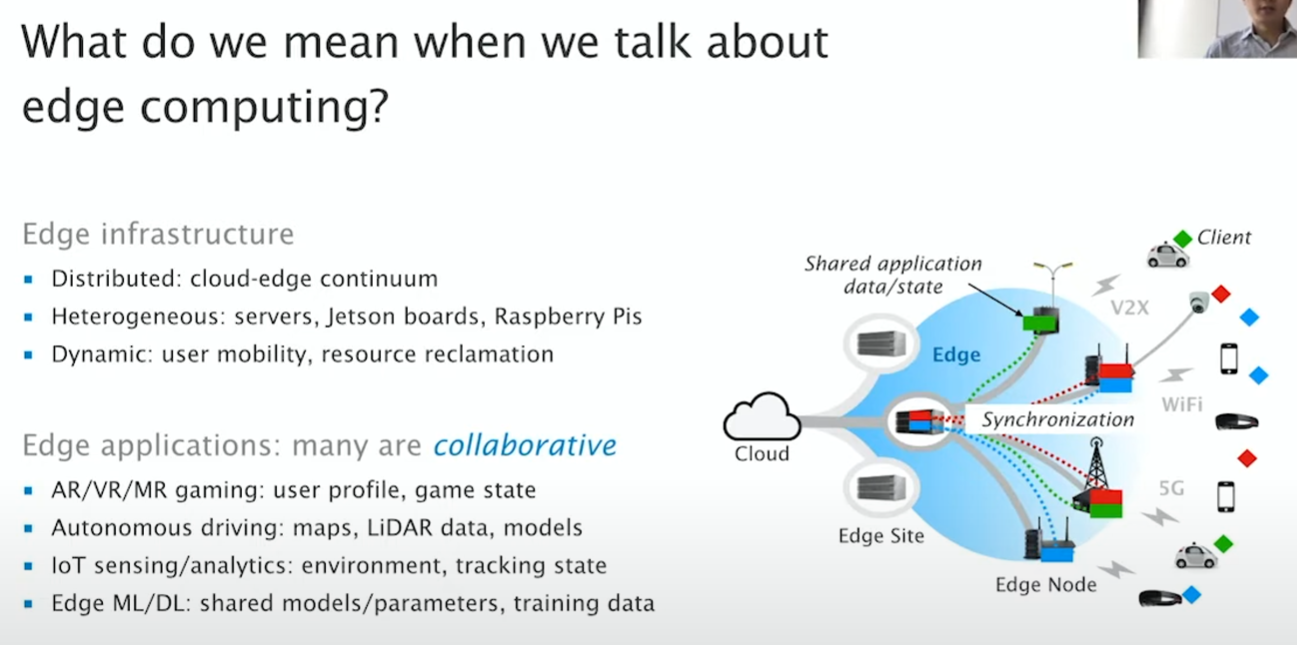 What do we mean when we talk about
edge computing?
Edge infrastructure
Distributed: cloud-edge continuum
Heterogeneous: servers, Jetson boards, Raspberry Pis
Dynamic: user mobility, resource reclamation
Edge applications: many are collaborative
AR/VR/MR gaming: user profile, game state
Autonomous driving: maps, LiDAR data, models
IoT sensing/analytics: environment, tracking state
Edge ML/DL: shared models/parameters, training data
Shared application
data/state
Client
V2X
Edge
WiFi
Synchronization
Cloud
5G
Edge Site
Edge Node